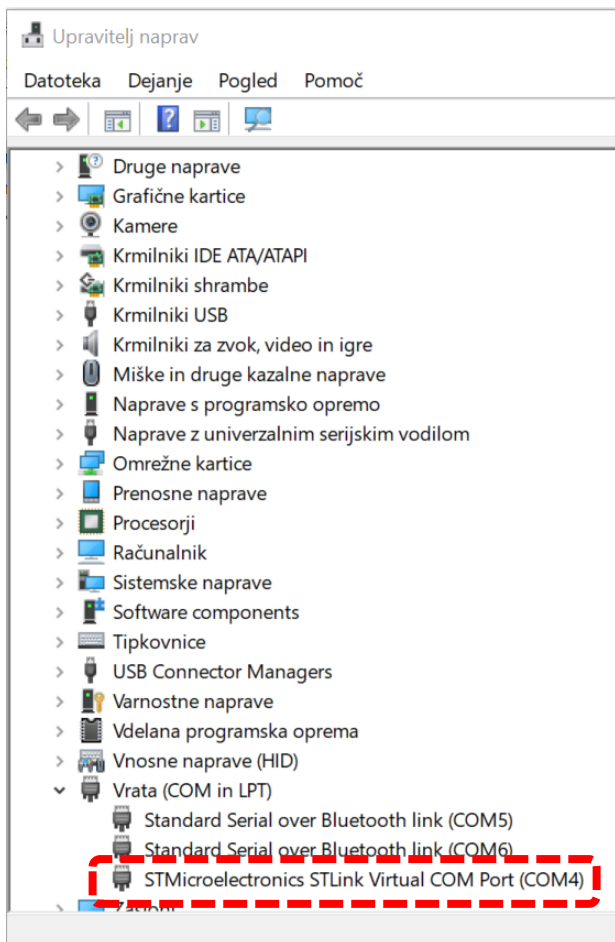 Upravitelj naprav
Datoteka Dejanje Pogled Pomoč
Druge naprave
Grafične kartice
Kamere
Krmilniki IDE ATA/ATAPI
Krmilniki shrambe
Krmilniki USB
Krmilniki za zvok, video in igre
Miške in druge kazalne naprave
Naprave s programsko opremo
Naprave z univerzalnim serijskim vodilom
Omrežne kartice
Prenosne naprave
Procesorji
Računalnik
Sistemske naprave
Software components
Tipkovnice
USB Connector Managers
Varnostne naprave
Vdelana programska oprema
Vnosne naprave (HID)
Vrata (COM in LPT)
Standard Serial over Bluetooth link (COM5)
Standard Serial over Bluetooth link (COM6)
STMicroelectronics STLink Virtual COM Port (COM4)
Zasloni